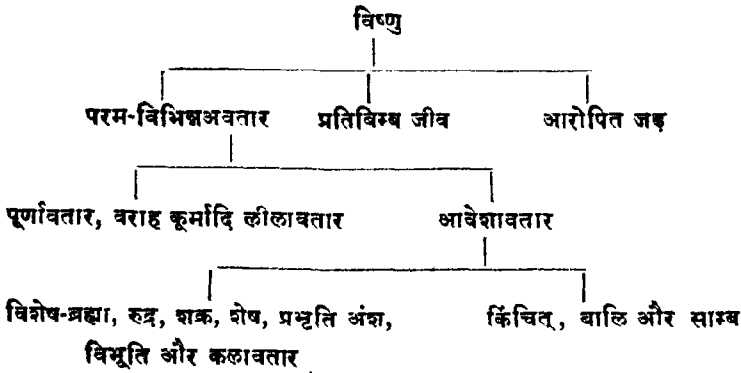 विष्णु
परम-विभिन्नअवतार प्रतिबिम्ब जीव आरोपित जड़
पूर्णावतार, वराह कूर्मादि लीलावतार आवेशावतार
विशेष-ब्रह्मा, रुद्र, शक्र, शेष, प्रभृति अंश, किंचित्, बालि और साम्ब
विभूति और कलावतार